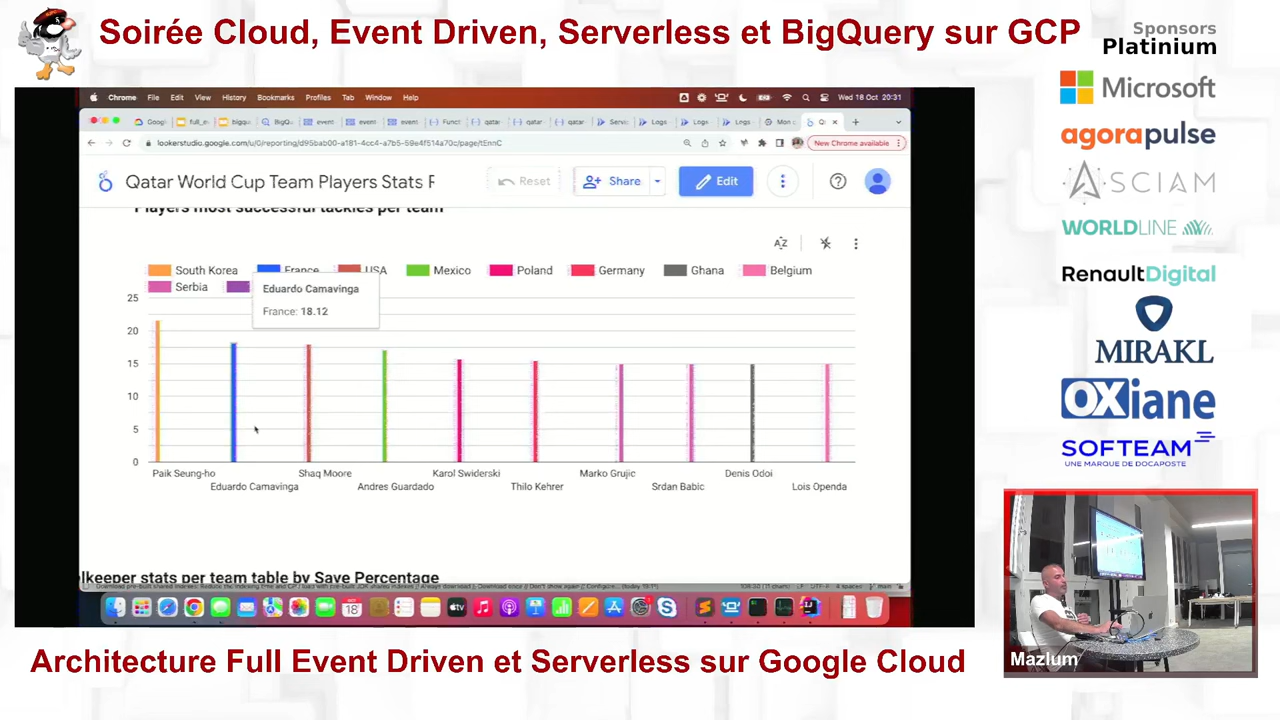 Soirée Cloud, Event Driven, Serverless et BigQuery sur GCP
Sponsors
Platinium
Microsoft
agorapulse
ASCIAM
WORLDLINE
RenaultDigital
MIRAKL
OXiane
SOFTEAM
UNE MARQUE DE DOCAPOSTE
Chrome File Edit View History Bookmarks Profiles Tab Window Help
Wed 18 Oct 20:31
New Chrome available
Qatar World Cup Team Players Stats
Reset
Share
Edit
Players most successful tackles per team
South Korea France USA Mexico Poland Germany Ghana Belgium
Serbia
Eduardo Camavinga
France: 18.12
25
20
15
10
5
0
Paik Seung-ho Shaq Moore Karol Swiderski Marko Grujic Denis Odoi
Eduardo Camavinga Andres Guardado Thilo Kehrer Srdan Babic Lois Openda
lkeeper stats per team table by Save Percentage
Mazlum
Architecture Full Event Driven et Serverless sur Google Cloud